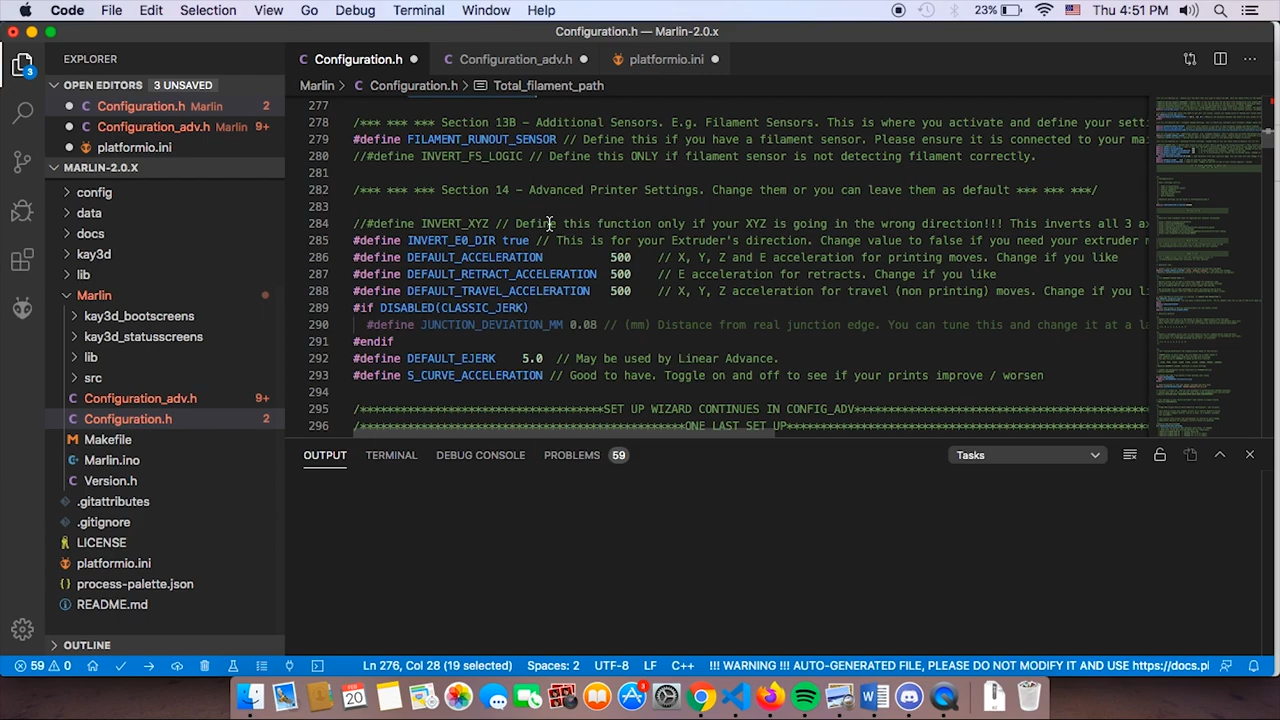 Code File Edit Selection View Go Debug Terminal Window Help 23% Thu 4:51 PM
Configuration.h — Marlin-2.0.x
EXPLORER
Configuration.h Configuration_adv.h platformio.ini
OPEN EDITORS 3 UNSAVED
3
Marlin Configuration.h Total_filament_path
Configuration.h Marlin 2
Configuration_adv.h Marlin 9+
platformio.ini
MARLIN-2.0.X
config
data
docs
kay3d
lib
Marlin
kay3d_bootscreens
kay3d_statusscreens
lib
src
Configuration_adv.h 9+
Configuration.h 2
Makefile
Marlin.ino
Version.h
.gitattributes
.gitignore
LICENSE
platformio.ini
process-palette.json
README.md
OUTLINE
277
278 /*** *** *** Section Additional Sensors. E.g. Filament Sensors. This is when you activate and define your setti
279 #define FILAMENT_RUNOUT_SENSOR // Define if you have a filament sensor. Please ensure it is connected to your mai
280 //#define INVERT_FS_LOGIC // Define this ONLY if filament sensor is not detecting filament correctly.
281
282 /*** *** *** Section 14 - Advanced Printer Settings. Change them or you can leave them as default *** *** ***/
283
284 //#define INVERT_XYZ Define this function only if your XYZ is going in the wrong direction!!! This inverts all 3 ax
285 #define INVERT_E0_DIR true // This is for your Extruder's direction. Change value to false if you need your extruder m
286 #define DEFAULT_ACCELERATION 500 // X, Y, Z and E acceleration for printing moves. Change if you like
287 #define DEFAULT_RETRACT_ACCELERATION 500 // E acceleration for retracts. Change if you like
288 #define DEFAULT_TRAVEL_ACCELERATION 500 // X, Y, Z aceleration for travel (non printing) moves. Change if you li
289 #if DISABLED(CLASSIC_JERK)
290 #define JUNCTION_DEVIATION_MM 0.08 // (mm) Distance from real junction edge. You can tune this and change it at a la
291 #endif
292 #define DEFAULT_EJERK 5.0 // May be used by Linear Advance.
293 #define S_CURVE_ACCELERATION // Good to have. Toggle on and off to see if your prints improve / worsen
294
295 /************************************SET UP WIZARD CONTINUES IN CONFIG_ADV*******************************************
296 /************************************************ONE LAST SET UP*****************************************************
OUTPUT TERMINAL DEBUG CONSOLE PROBLEMS 59 Tasks
59 0 Ln 276, Col 28 (19 selected) Spaces: 2 UTF-8 LF C++ !!! WARNING !!! AUTO-GENERATED FILE, PLEASE DO NOT MODIFY IT AND USE https://docs.pl